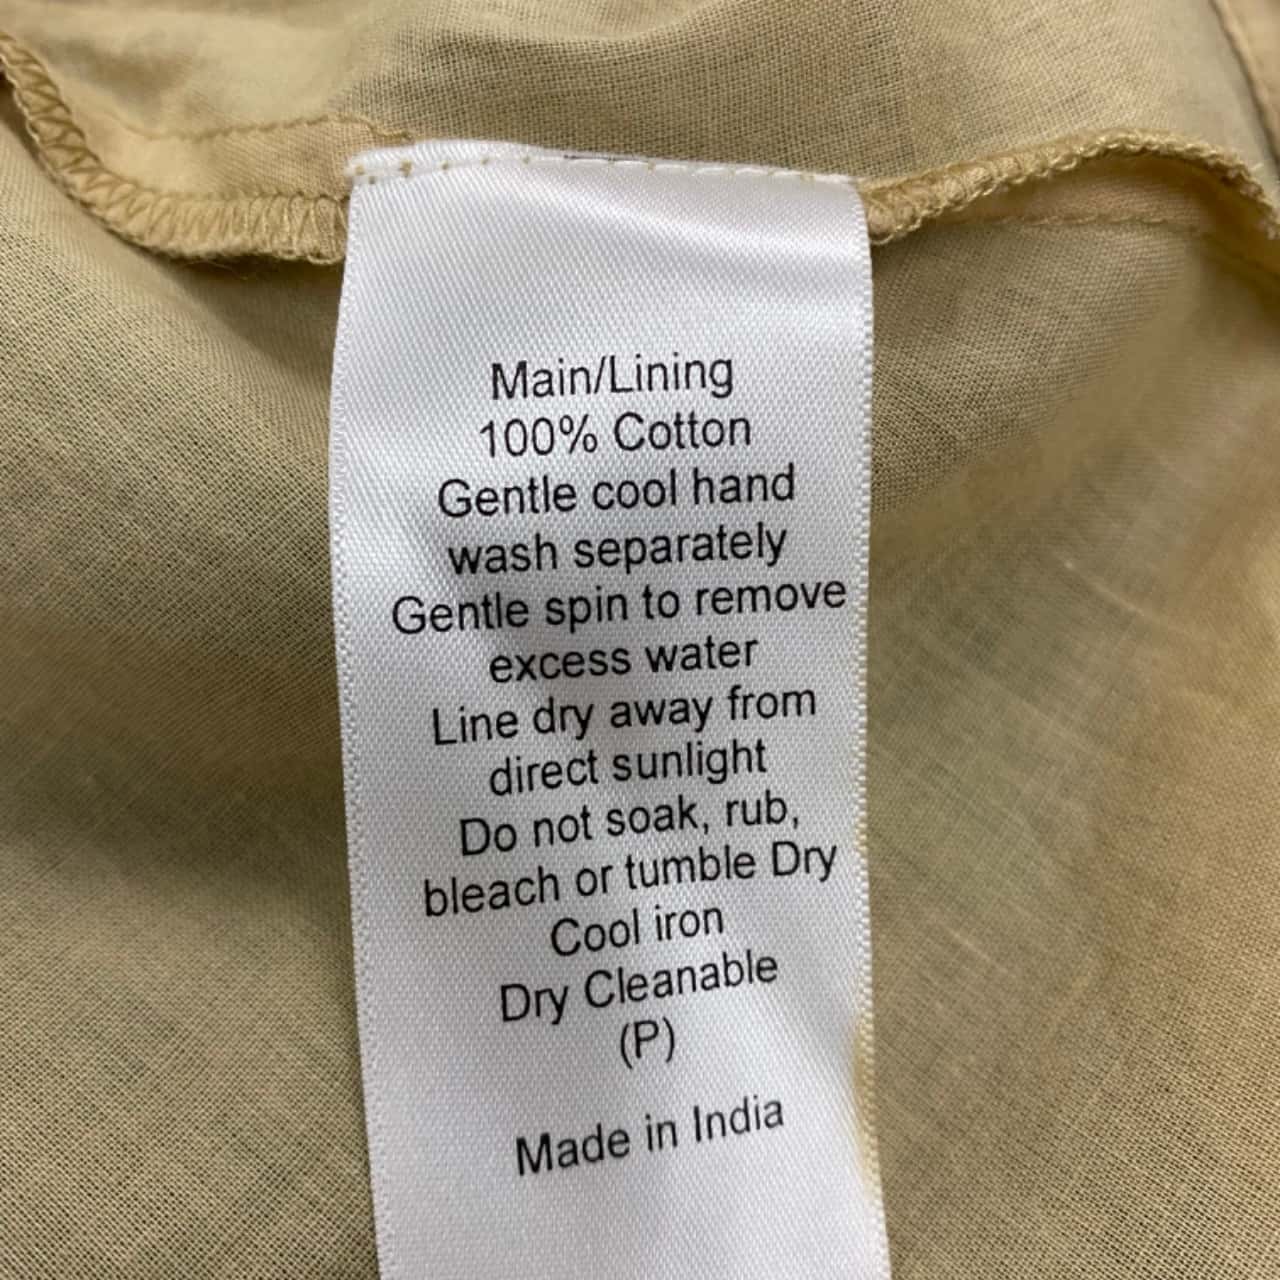 Main/Lining
100% Cotton
Gentle cool hand
wash separately
Gentle spin to remove
excess water
Line dry away from
direct sunlight
Do not soak, rub,
bleach or tumble Dry
Cool iron
Dry Cleanable
(P)
Made in India